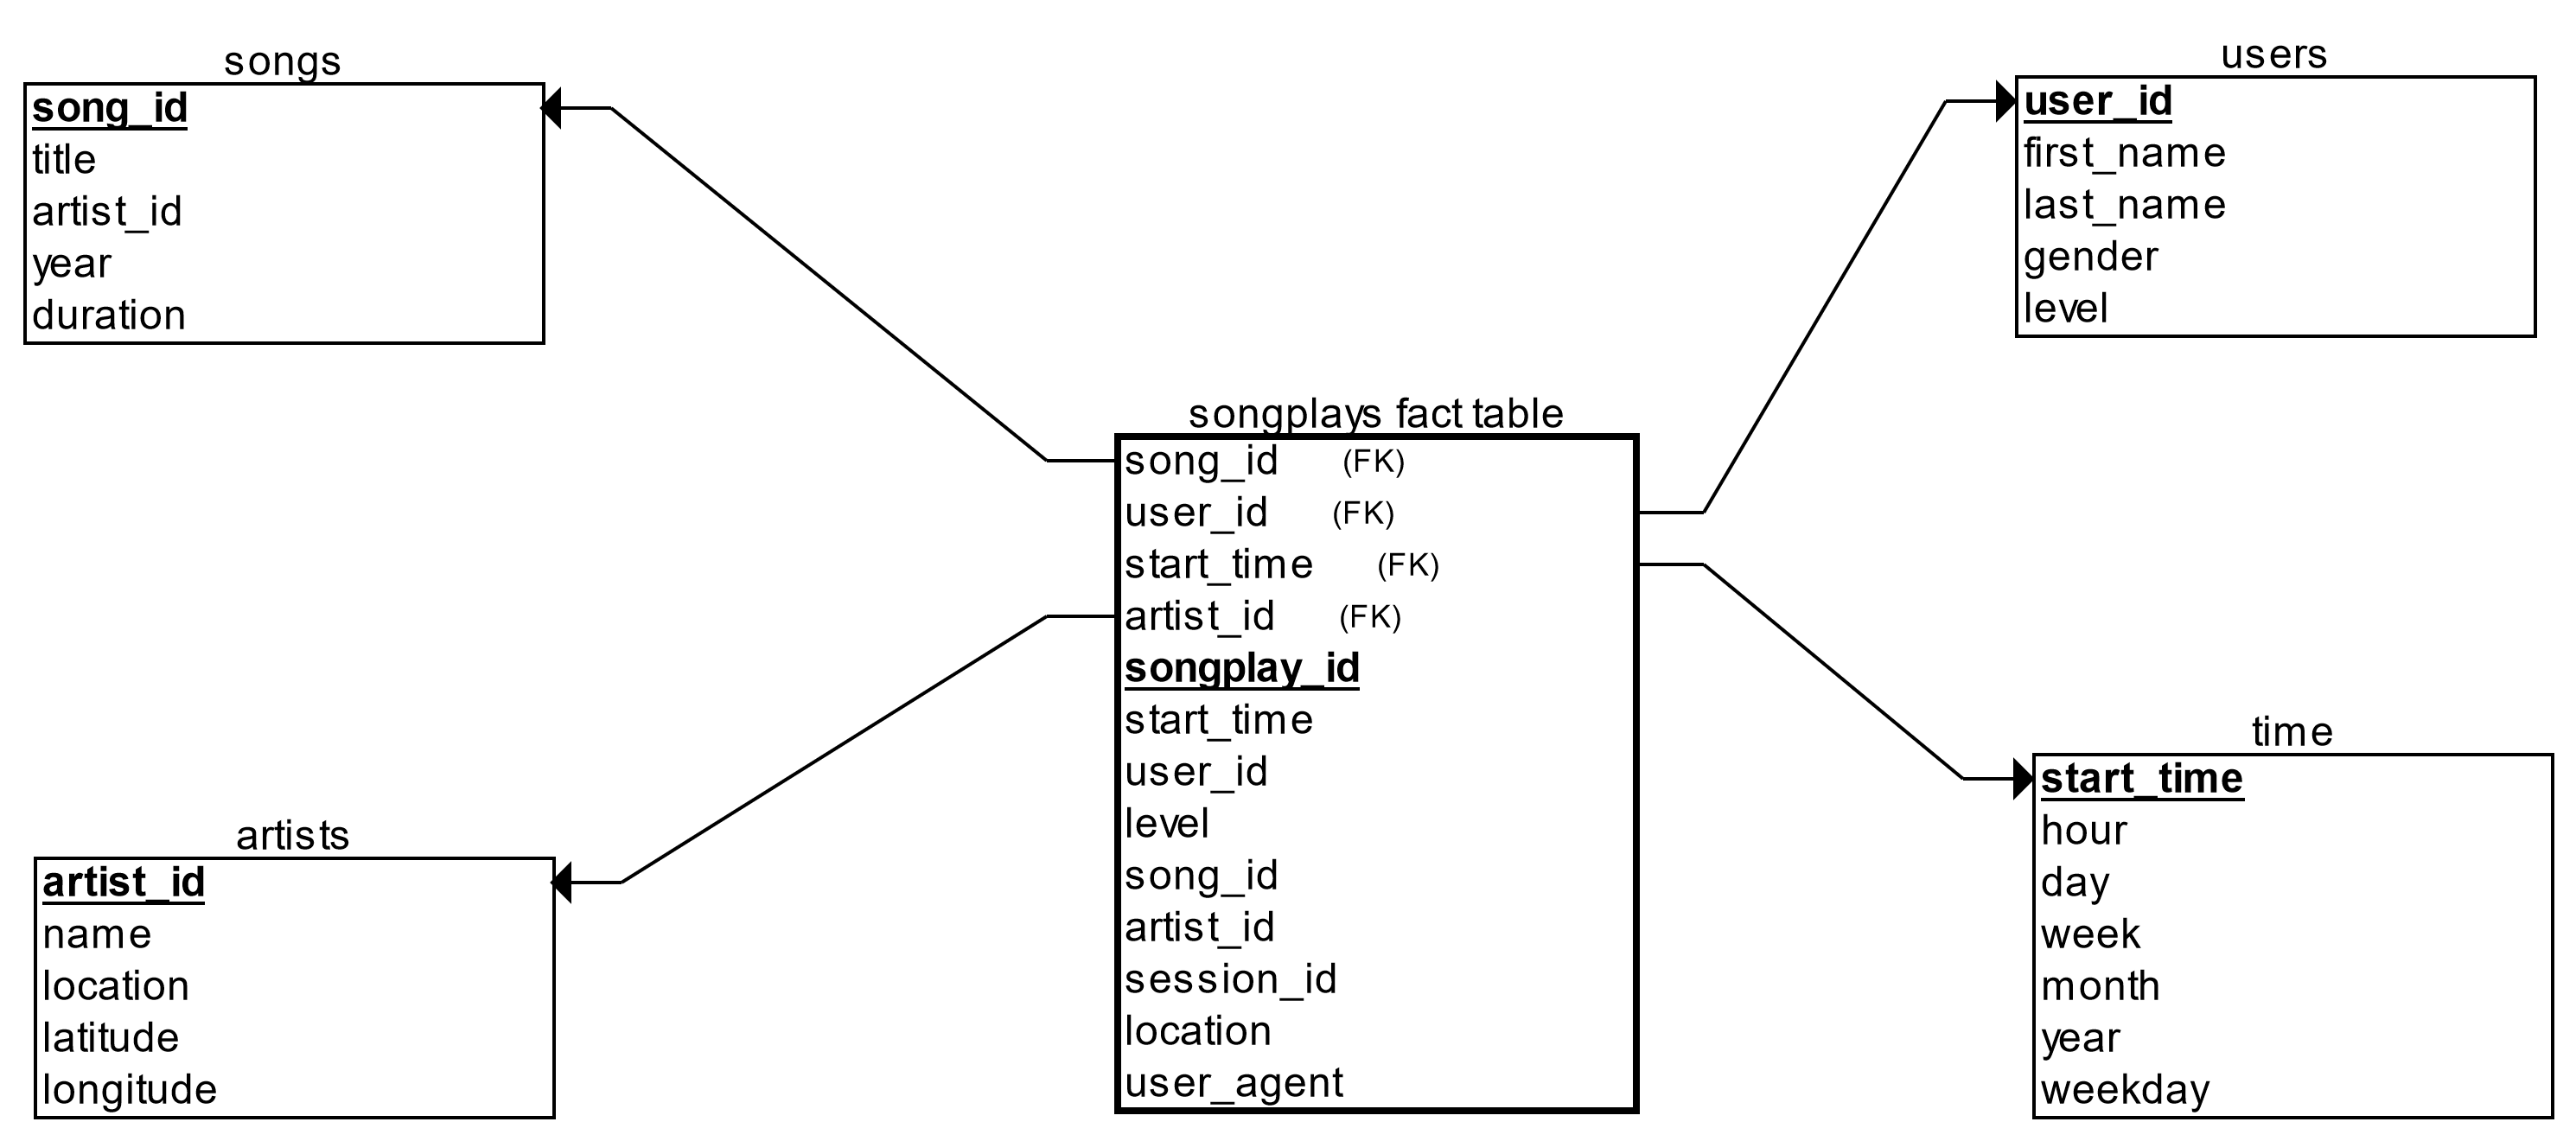 songs
song_id
title
artist_id
year
duration
users
user_id
first_name
last_name
gender
level
songplays fact table
song_id (FK)
user_id (FK)
start_time (FK)
artist_id (FK)
songplay_id
start_time
user_id
level
song_id
artist_id
session_id
location
user_agent
artists
artist_id
name
location
latitude
longitude
time
start_time
hour
day
week
month
year
weekday